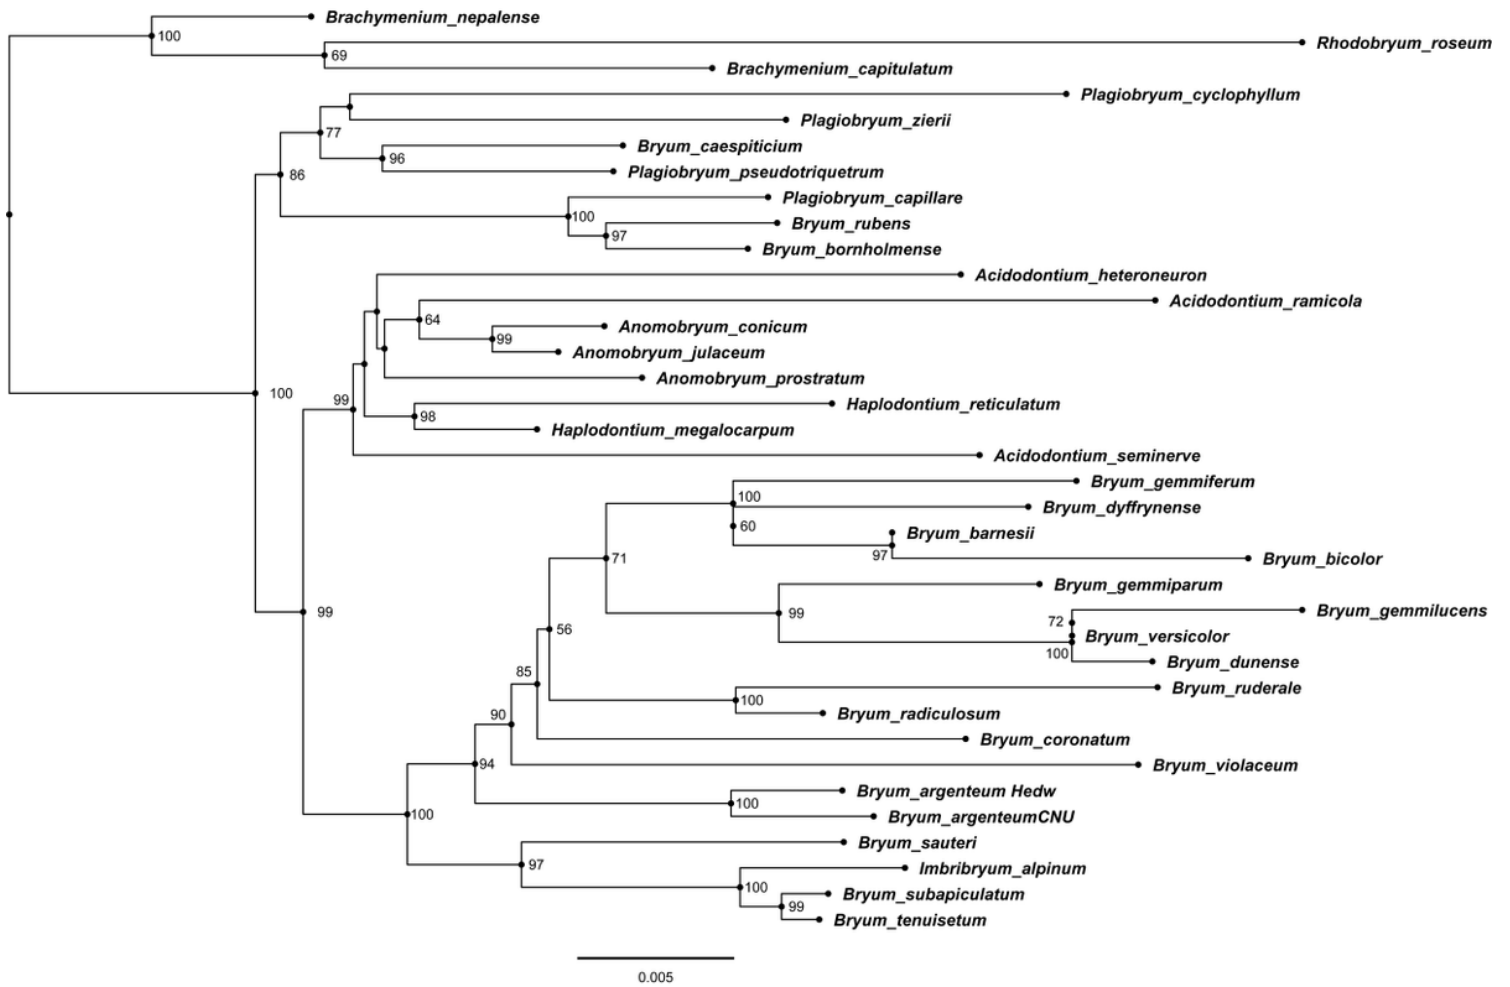 Brachymenium_nepalense
100
Rhodobryum_roseum
69
Brachymenium_capitulatum
Plagiobryum_cyclophyllum
Plagiobryum_zierii
77
Bryum_caespiticium
96
Plagiobryum_pseudotriquetrum
86
Plagiobryum_capillare
100
Bryum_rubens
97
Bryum_bornholmense
Acidodontium_heteroneuron
Acidodontium_ramicola
64
Anomobryum_conicum
99
Anomobryum_julaceum
Anomobryum_prostratum
100
99
Haplodontium_reticulatum
98
Haplodontium_megalocarpum
Acidodontium_seminerve
Bryum_gemmiferum
100
Bryum_dyffrynense
60
Bryum_barnesii
97
Bryum_bicolor
71
Bryum_gemmiparum
99
99
Bryum_gemmilucens
72
Bryum_versicolor
100
Bryum_dunense
56
85
Bryum_ruderale
100
Bryum_radiculosum
90
Bryum_coronatum
94
Bryum_violaceum
Bryum_argenteum Hedw
100
Bryum_argenteumCNU
100
Bryum_sauteri
97
Imbribryum_alpinum
100
Bryum_subapiculatum
99
Bryum_tenuisetum
0.005